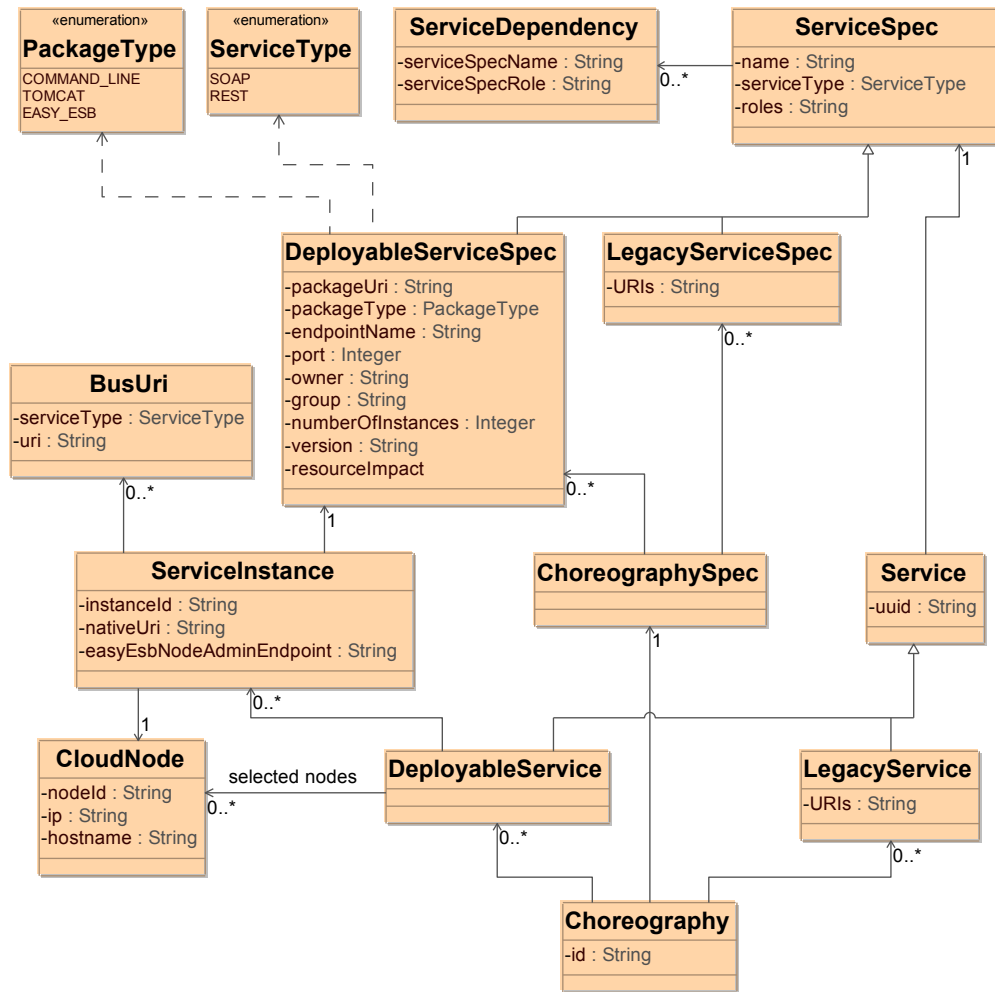 «enumeration»
PackageType
COMMAND_LINE
TOMCAT
EASY_ESB
«enumeration»
ServiceType
SOAP
REST
ServiceDependency
-serviceSpecName : String
-serviceSpecRole : String
0..*
ServiceSpec
-name : String
-serviceType : ServiceType
-roles : String
1
DeployableServiceSpec
-packageUri : String
-packageType : PackageType
-endpointName : String
-port : Integer
-owner : String
-group : String
-numberOfInstances : Integer
-version : String
-resourceImpact
0..*
1
LegacyServiceSpec
-URIs : String
0..*
BusUri
-serviceType : ServiceType
-uri : String
0..*
ServiceInstance
-instanceId : String
-nativeUri : String
-easyEsbNodeAdminEndpoint : String
0..*
1
ChoreographySpec
1
Service
-uuid : String
CloudNode
-nodeId : String
-ip : String
-hostname : String
selected nodes
0..*
DeployableService
0..*
LegacyService
-URIs : String
0..*
Choreography
-id : String